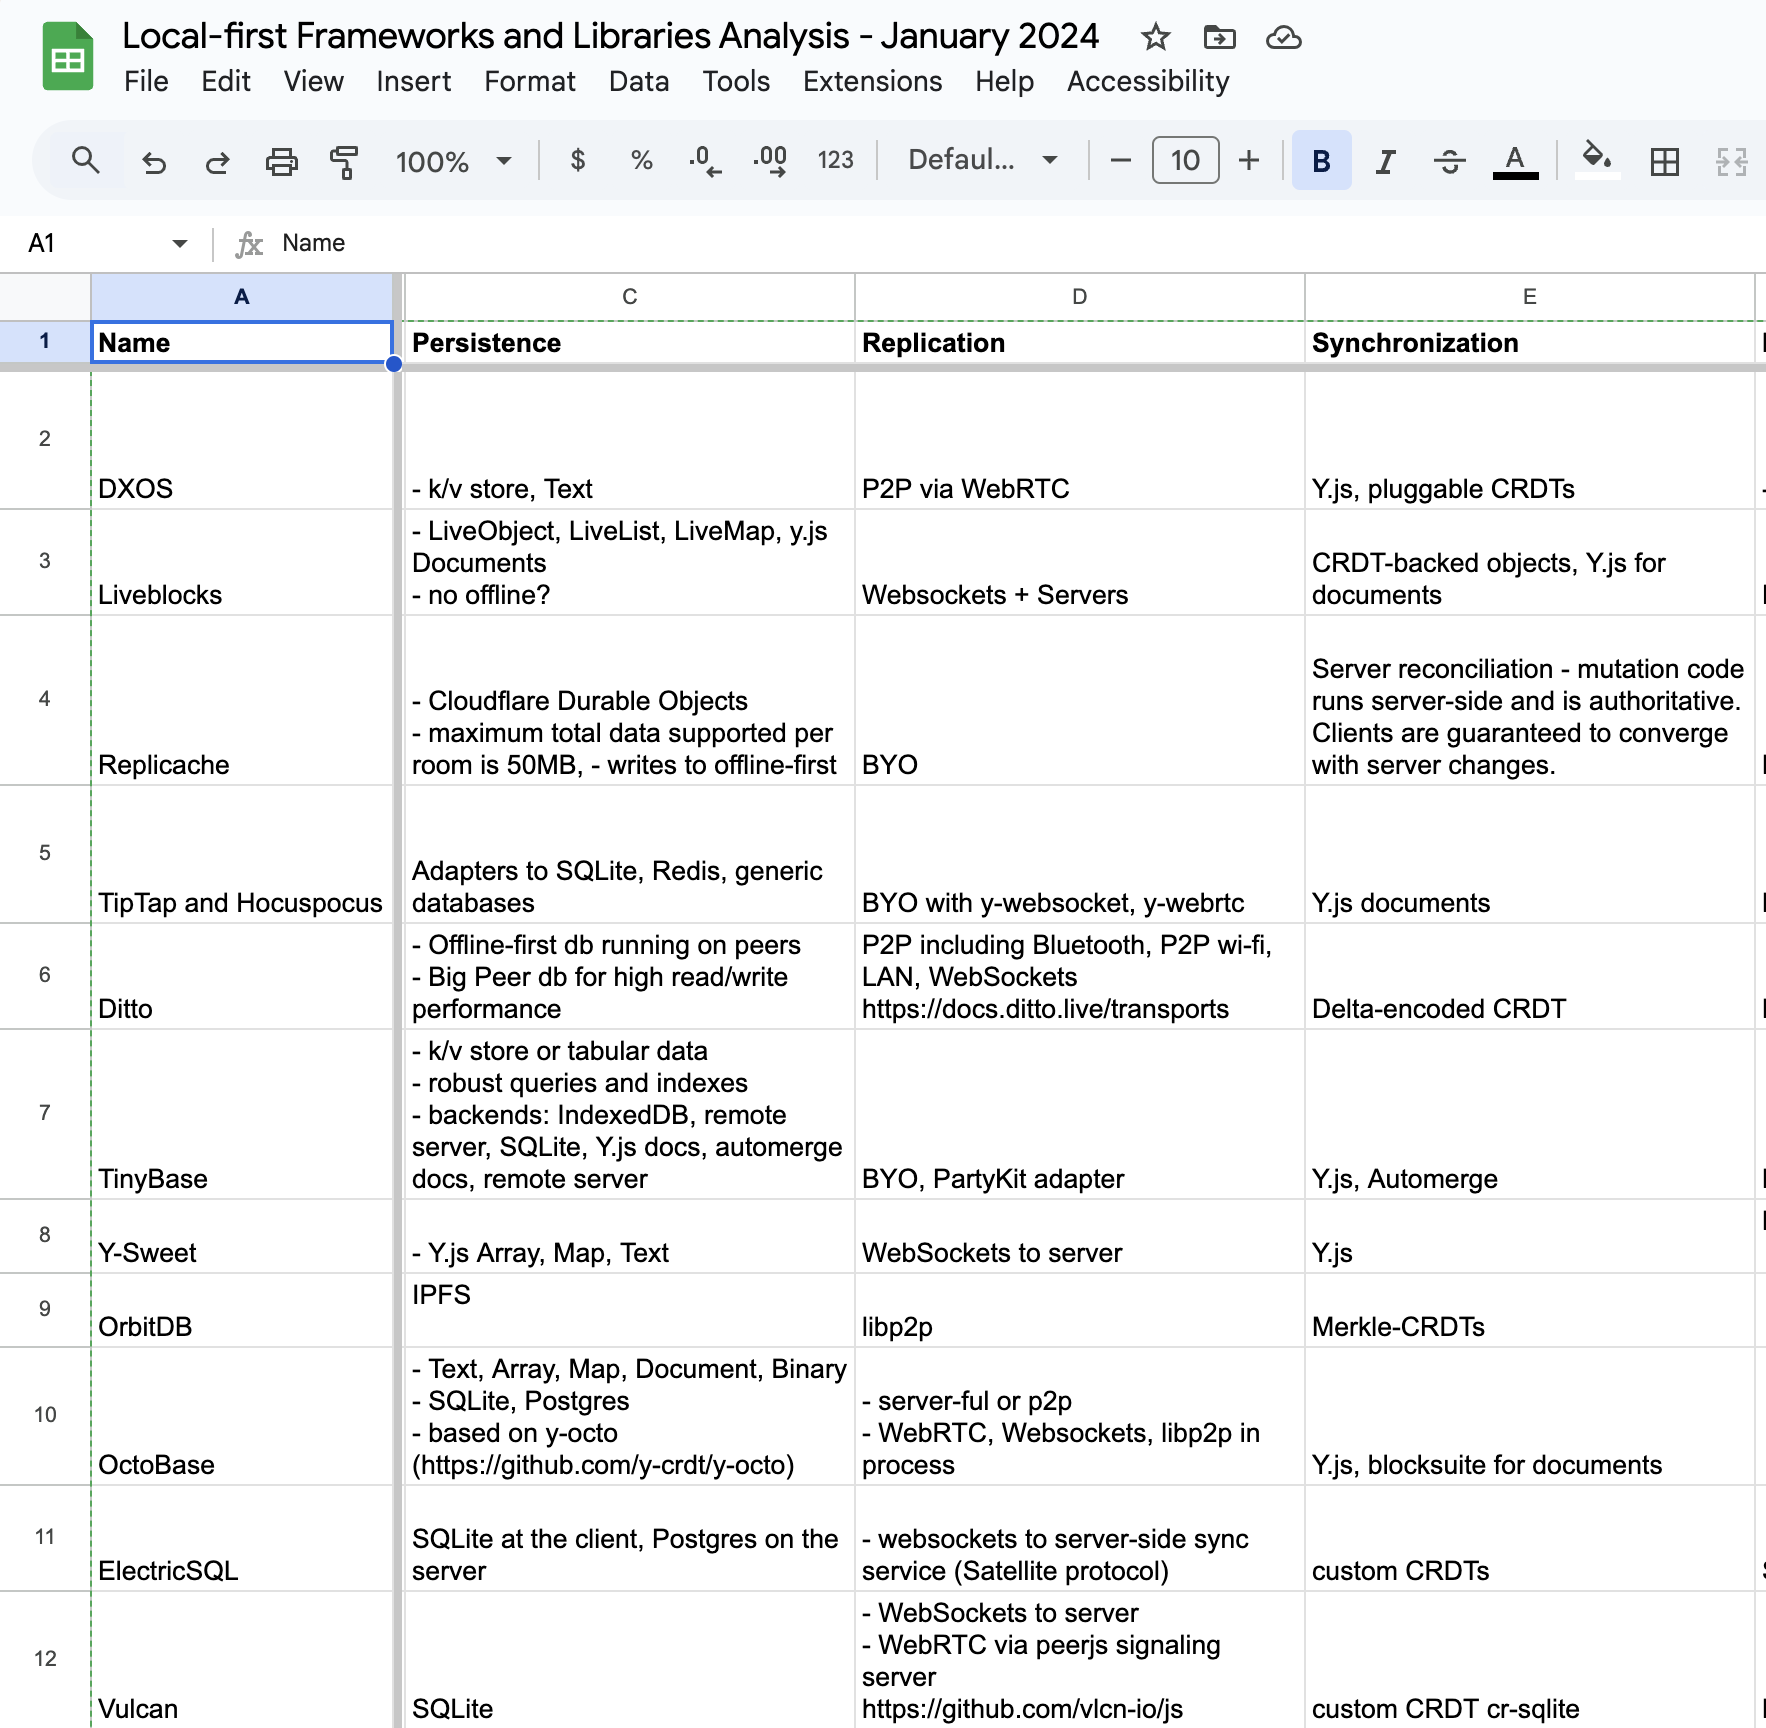 Local-first Frameworks and Libraries Analysis - January 2024
File Edit View Insert Format Data Tools Extensions Help Accessibility
100% $ % .0 .00 123 Defaul... − 10 + B I S A
A1 fx Name
A C D E
1 Name Persistence Replication Synchronization
2 DXOS
- k/v store, Text
P2P via WebRTC
Y.js, pluggable CRDTs
3 Liveblocks
- LiveObject, LiveList, LiveMap, y.js
Documents
- no offline?
Websockets + Servers
CRDT-backed objects, Y.js for
documents
4 Replicache
- Cloudflare Durable Objects
- maximum total data supported per
room is 50MB, - writes to offline-first
BYO
Server reconciliation - mutation code
runs server-side and is authoritative.
Clients are guaranteed to converge
with server changes.
5 TipTap and Hocuspocus
Adapters to SQLite, Redis, generic
databases
BYO with y-websocket, y-webrtc
Y.js documents
6 Ditto
- Offline-first db running on peers
- Big Peer db for high read/write
performance
P2P including Bluetooth, P2P wi-fi,
LAN, WebSockets
https://docs.ditto.live/transports
Delta-encoded CRDT
7 TinyBase
- k/v store or tabular data
- robust queries and indexes
- backends: IndexedDB, remote
server, SQLite, Y.js docs, automerge
docs, remote server
BYO, PartyKit adapter
Y.js, Automerge
8 Y-Sweet
- Y.js Array, Map, Text
WebSockets to server
Y.js
9 OrbitDB
IPFS
libp2p
Merkle-CRDTs
10 OctoBase
- Text, Array, Map, Document, Binary
- SQLite, Postgres
- based on y-octo
(https://github.com/y-crdt/y-octo)
- server-ful or p2p
- WebRTC, Websockets, libp2p in
process
Y.js, blocksuite for documents
11 ElectricSQL
SQLite at the client, Postgres on the
server
- websockets to server-side sync
service (Satellite protocol)
custom CRDTs
12 Vulcan
SQLite
- WebSockets to server
- WebRTC via peerjs signaling
server
https://github.com/vlcn-io/js
custom CRDT cr-sqlite